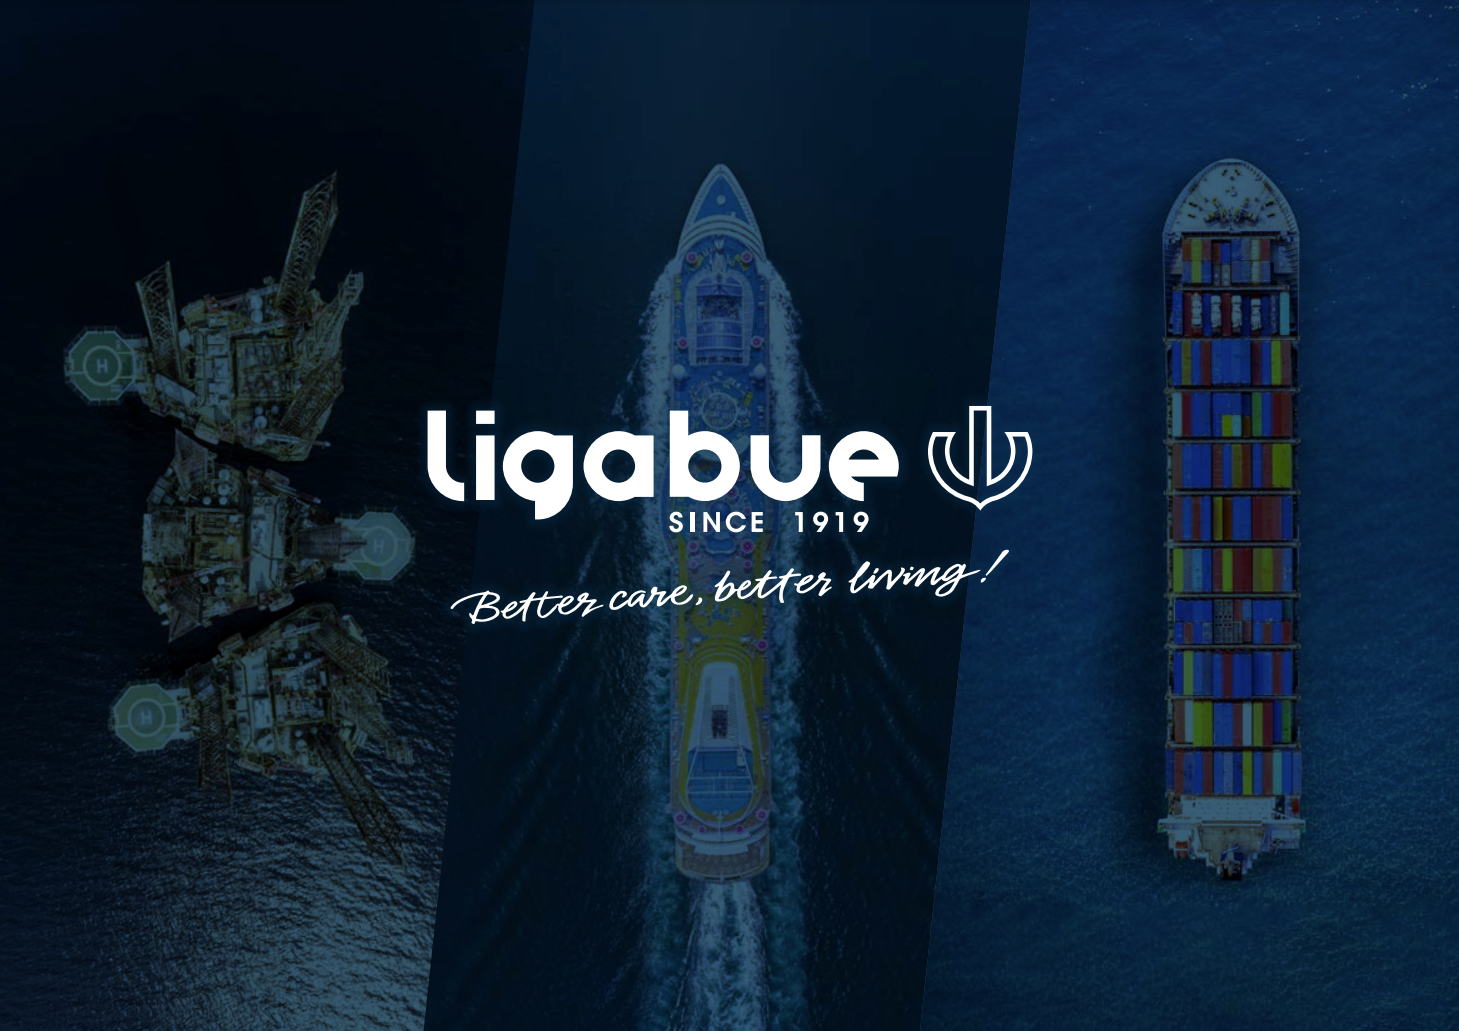 ligabue
SINCE 1919
Better care, better living!
H
H
H